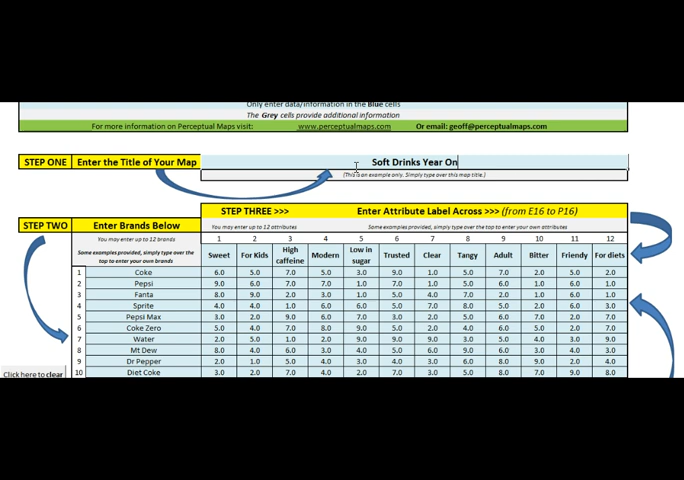 Only enter data/information in the Blue cells
The Grey cells provide additional information
For more information on Perceptual Maps visit: www.perceptualmaps.com Or email: geoff@perceptualmaps.com
STEP ONE Enter the Title of Your Map Soft Drinks Year On
(This is an example only. Simply type over this map title.)
STEP THREE >>> Enter Attribute Label Across >>> (from E16 to P16)
STEP TWO Enter Brands Below You may enter up to 12 attributes Some examples provided, simply type over the top to enter your own attributes
You may enter up to 12 brands 1 2 3 4 5 6 7 8 9 10 11 12
Some examples provided, simply type over the top to enter your own brands Sweet For Kids High caffeine Modern Low in sugar Trusted Clear Tangy Adult Bitter Friendy For diets
1 Coke 6.0 5.0 7.0 5.0 3.0 9.0 1.0 5.0 7.0 2.0 5.0 2.0
2 Pepsi 9.0 6.0 7.0 7.0 1.0 7.0 1.0 5.0 6.0 1.0 6.0 1.0
3 Fanta 8.0 9.0 2.0 3.0 1.0 5.0 4.0 7.0 2.0 1.0 6.0 1.0
4 Sprite 4.0 4.0 1.0 6.0 6.0 5.0 7.0 8.0 5.0 2.0 6.0 3.0
5 Pepsi Max 3.0 2.0 9.0 6.0 7.0 3.0 2.0 5.0 6.0 7.0 6.0 8.0
6 Coke Zero 5.0 4.0 7.0 8.0 9.0 5.0 2.0 4.0 6.0 5.0 2.0 7.0
7 Water 2.0 5.0 1.0 2.0 9.0 9.0 9.0 3.0 5.0 4.0 3.0 9.0
8 Mt Dew 8.0 4.0 6.0 3.0 4.0 5.0 6.0 9.0 6.0 3.0 4.0 3.0
9 Dr Pepper 2.0 1.0 5.0 4.0 3.0 4.0 3.0 6.0 8.0 9.0 2.0 4.0
Click here to clear 10 Diet Coke 3.0 2.0 7.0 4.0 2.0 7.0 3.0 5.0 8.0 7.0 9.0 8.0